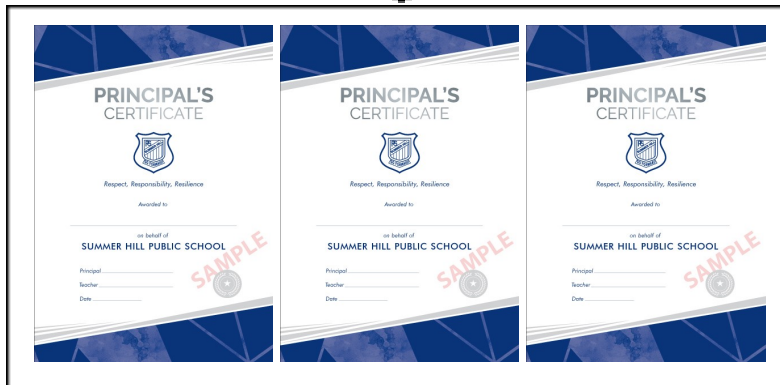 PRINCIPAL'S
CERTIFICATE
Respect, Responsibility, Resilience
Awarded to
on behalf of
SUMMER HILL PUBLIC SCHOOL
Principal
Teacher
Date
SAMPLE
PRINCIPAL'S
CERTIFICATE
Respect, Responsibility, Resilience
Awarded to
on behalf of
SUMMER HILL PUBLIC SCHOOL
Principal
Teacher
Date
SAMPLE
PRINCIPAL'S
CERTIFICATE
Respect, Responsibility, Resilience
Awarded to
on behalf of
SUMMER HILL PUBLIC SCHOOL
Principal
Teacher
Date
SAMPLE